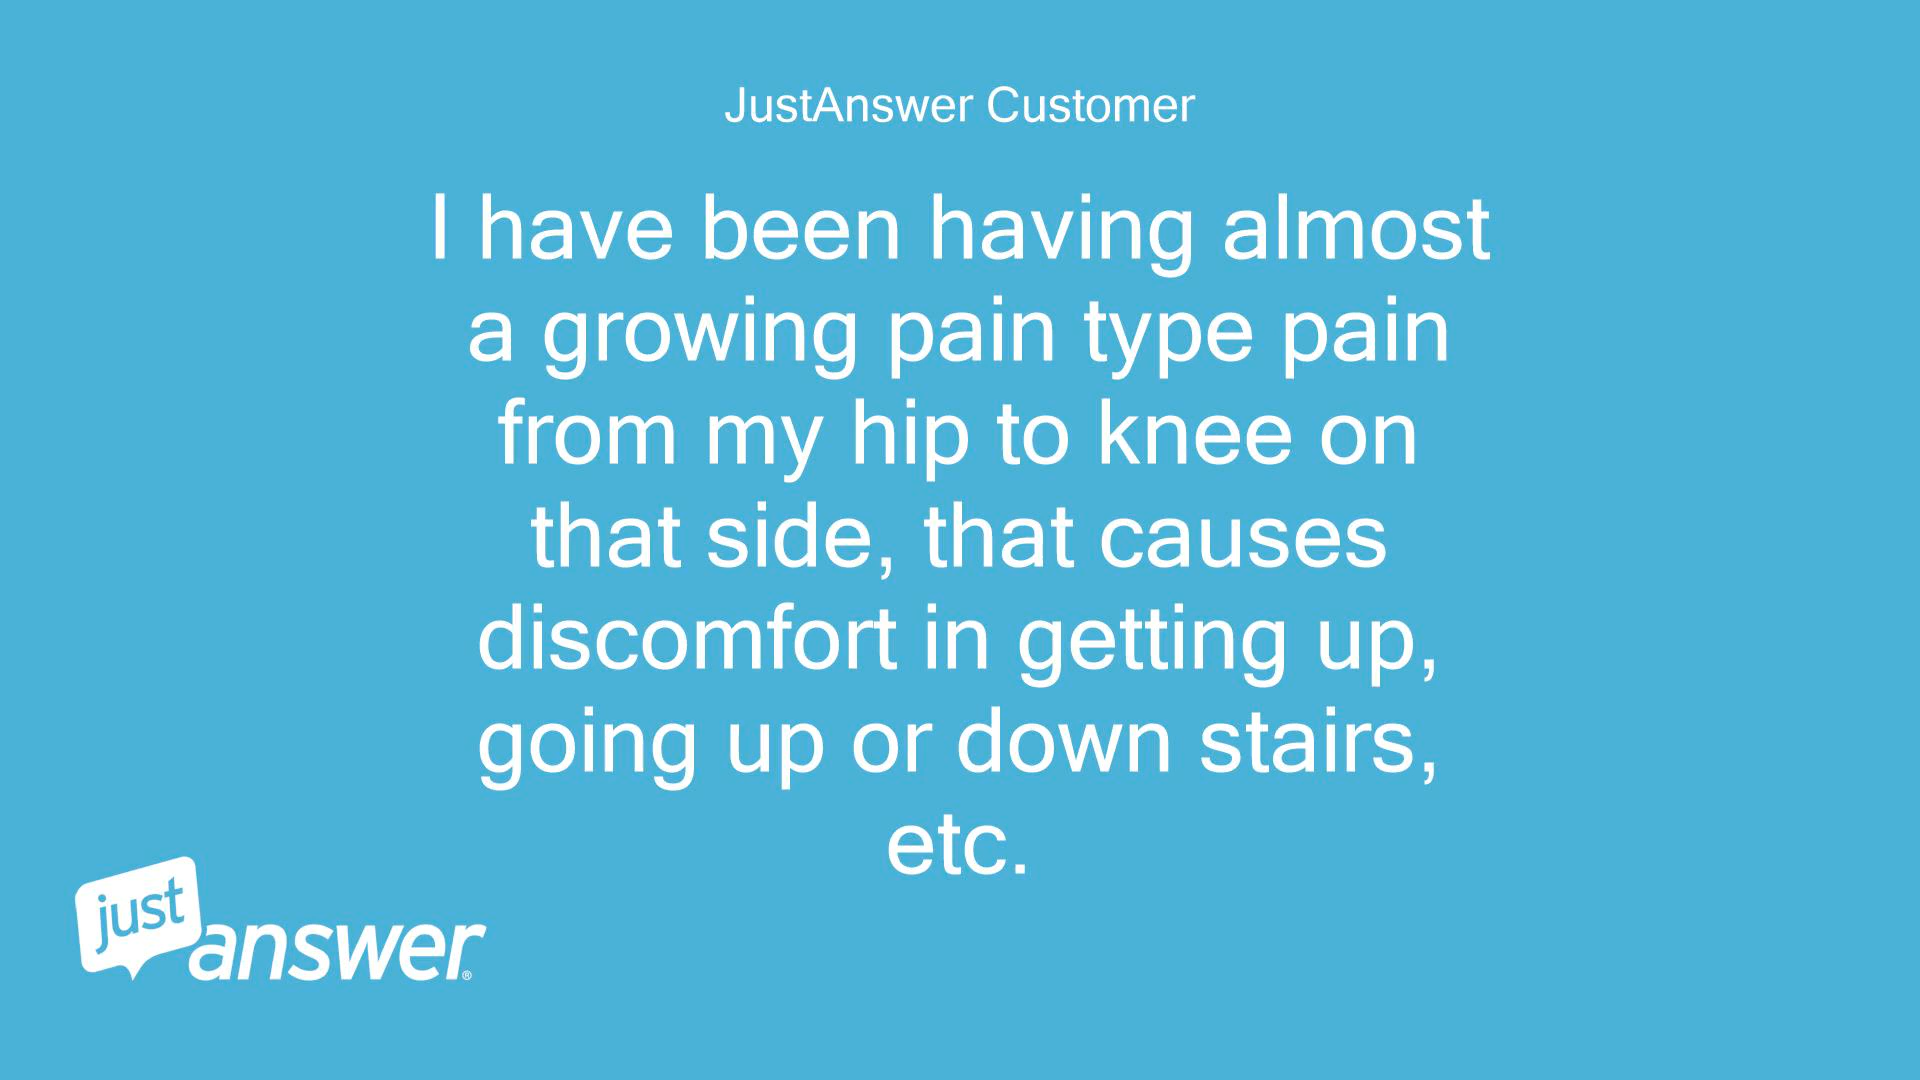 JustAnswer Customer
I have been having almost
a growing pain type pain
from my hip to knee on
that side, that causes
discomfort in getting up,
going up or down stairs,
etc.
just
answer®